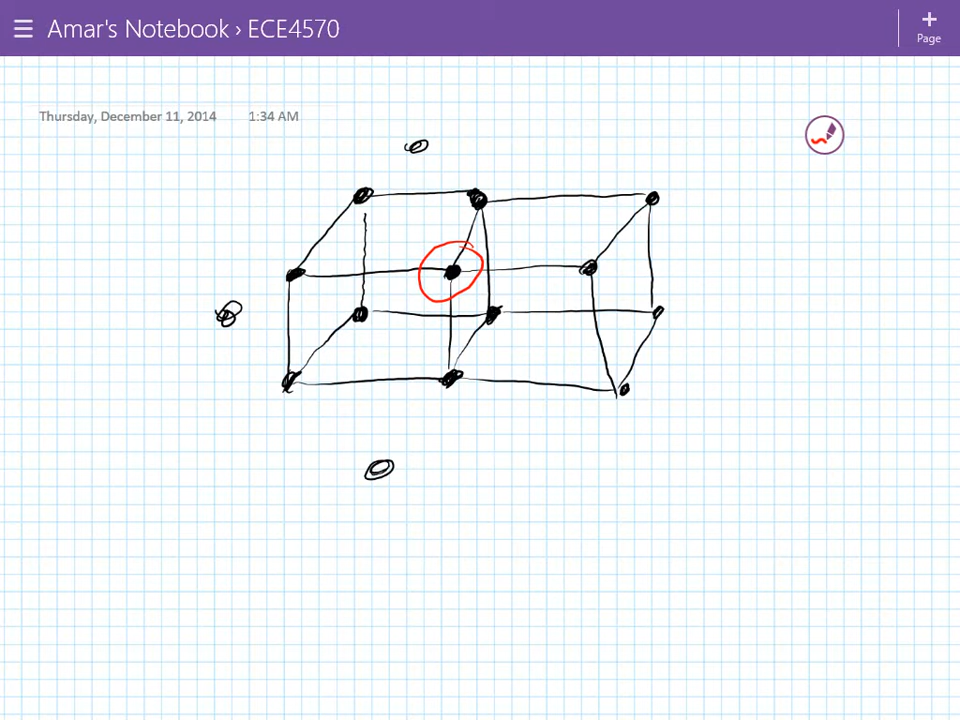 Amar's Notebook › ECE4570
Page
Thursday, December 11, 2014 1:34 AM